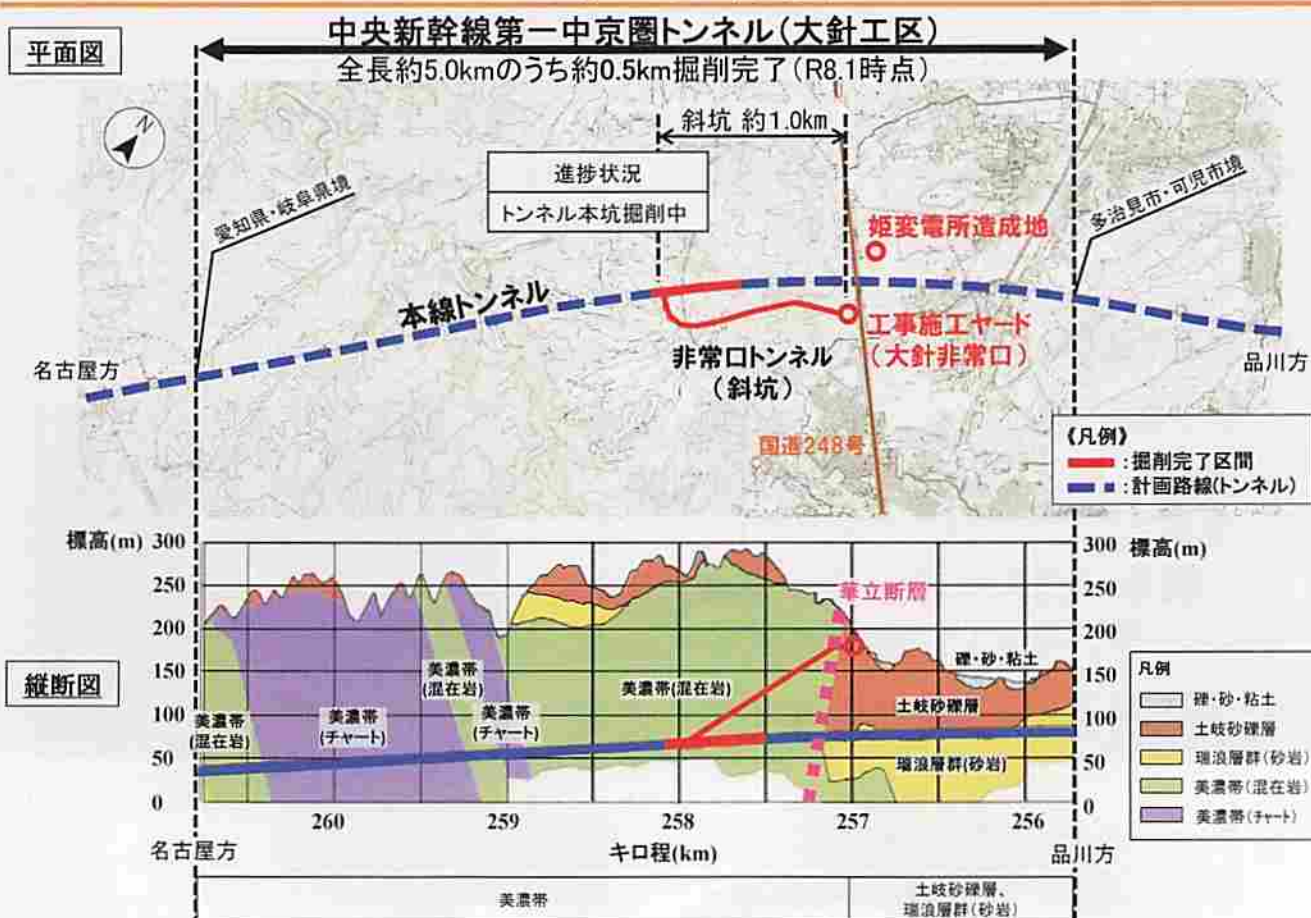 中央新幹線第一中京圏トンネル(大針工区)
平面図
全長約5.0kmのうち約0.5km掘削完了(R8.1時点)
N
斜坑 約1.0km
進捗状況
トンネル本坑掘削中
愛知県・岐阜県境
多治見市・可児市境
姫変電所造成地
本線トンネル
工事施工ヤード
(大針非常口)
非常口トンネル
(斜坑)
名古屋方
品川方
国道248号
《凡例》
:掘削完了区間
:計画路線(トンネル)
縦断図
標高(m)
300
250
200
150
100
50
0
300
250
200
150
100
50
0
標高(m)
華立断層
礫・砂・粘土
美濃帯
(混在岩)
美濃帯(混在岩)
土岐砂礫層
美濃帯
(混在岩)
美濃帯
(チャート)
美濃帯
(チャート)
瑞浪層群(砂岩)
凡例
礫・砂・粘土
土岐砂礫層
瑞浪層群(砂岩)
美濃帯(混在岩)
美濃帯(チャート)
260
259
258
257
256
名古屋方
キロ程(km)
品川方
美濃帯
土岐砂礫層、
瑞浪層群(砂岩)